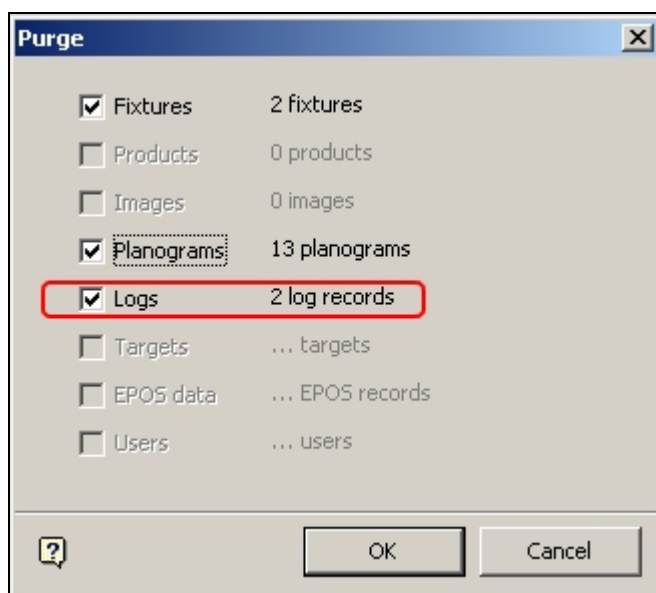 Purge
Fixtures 2 fixtures
Products 0 products
Images 0 images
Planograms 13 planograms
Logs 2 log records
Targets ... targets
EPOS data ... EPOS records
Users ... users
? OK Cancel